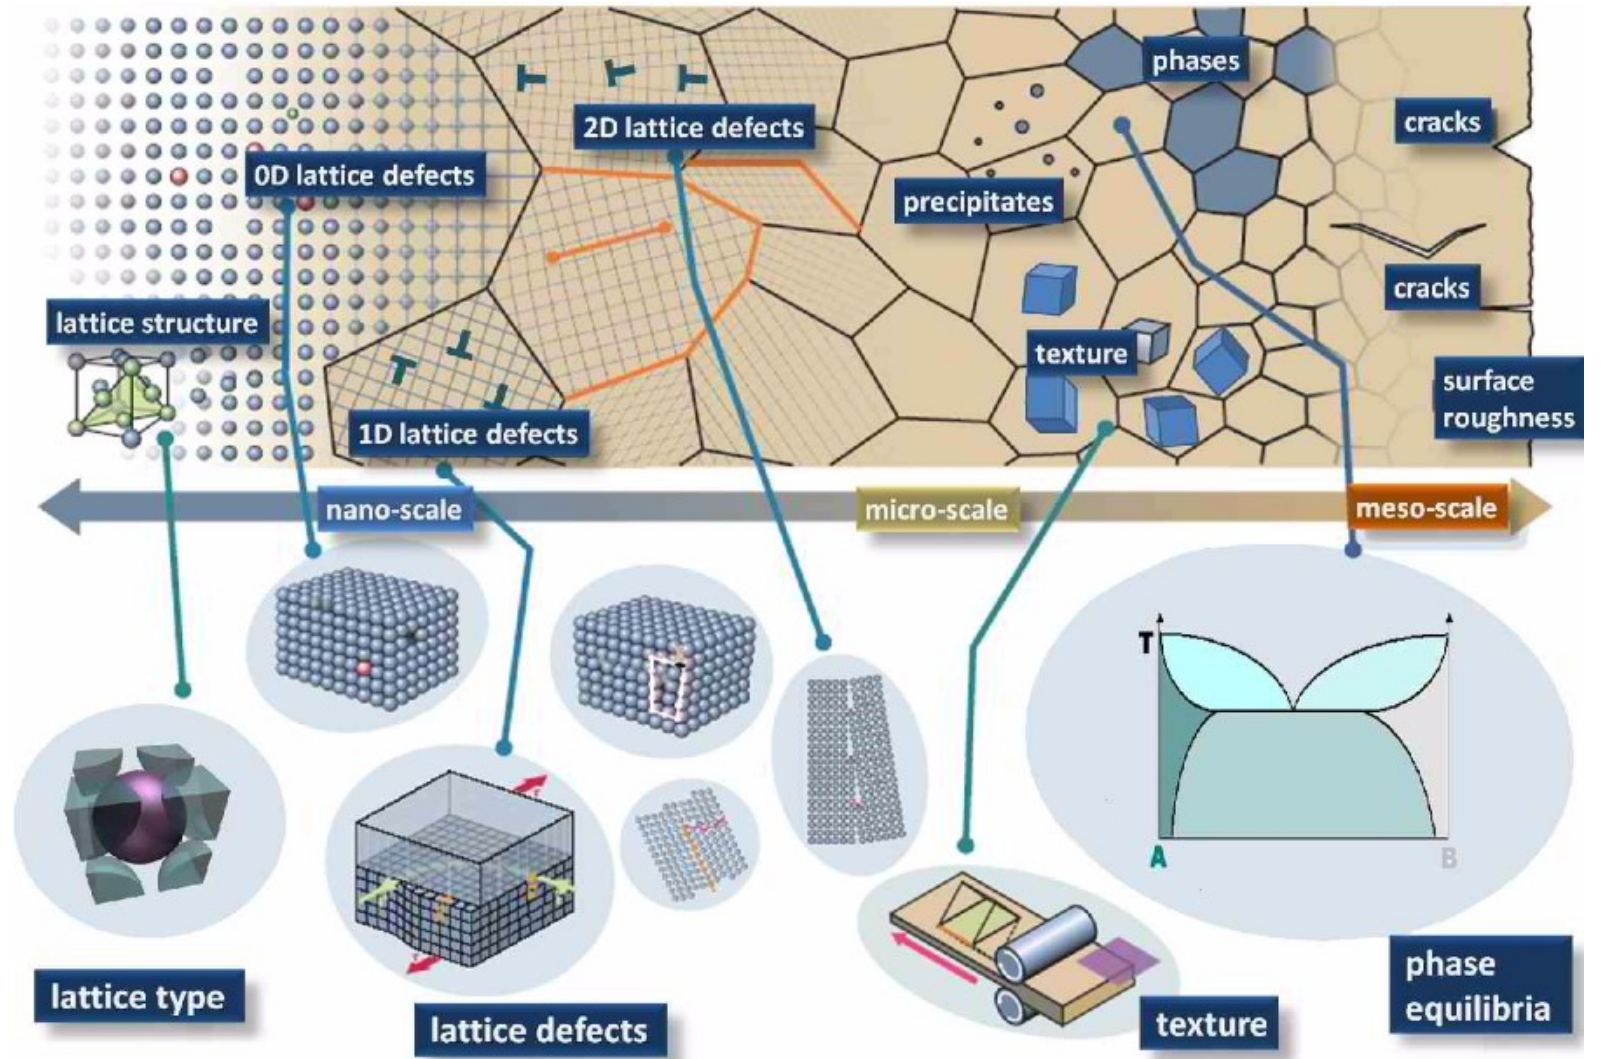 phases
cracks
2D lattice defects
0D lattice defects
precipitates
cracks
lattice structure
texture
surface
roughness
1D lattice defects
nano-scale
micro-scale
meso-scale
T
A
B
lattice type
lattice defects
texture
phase
equilibria